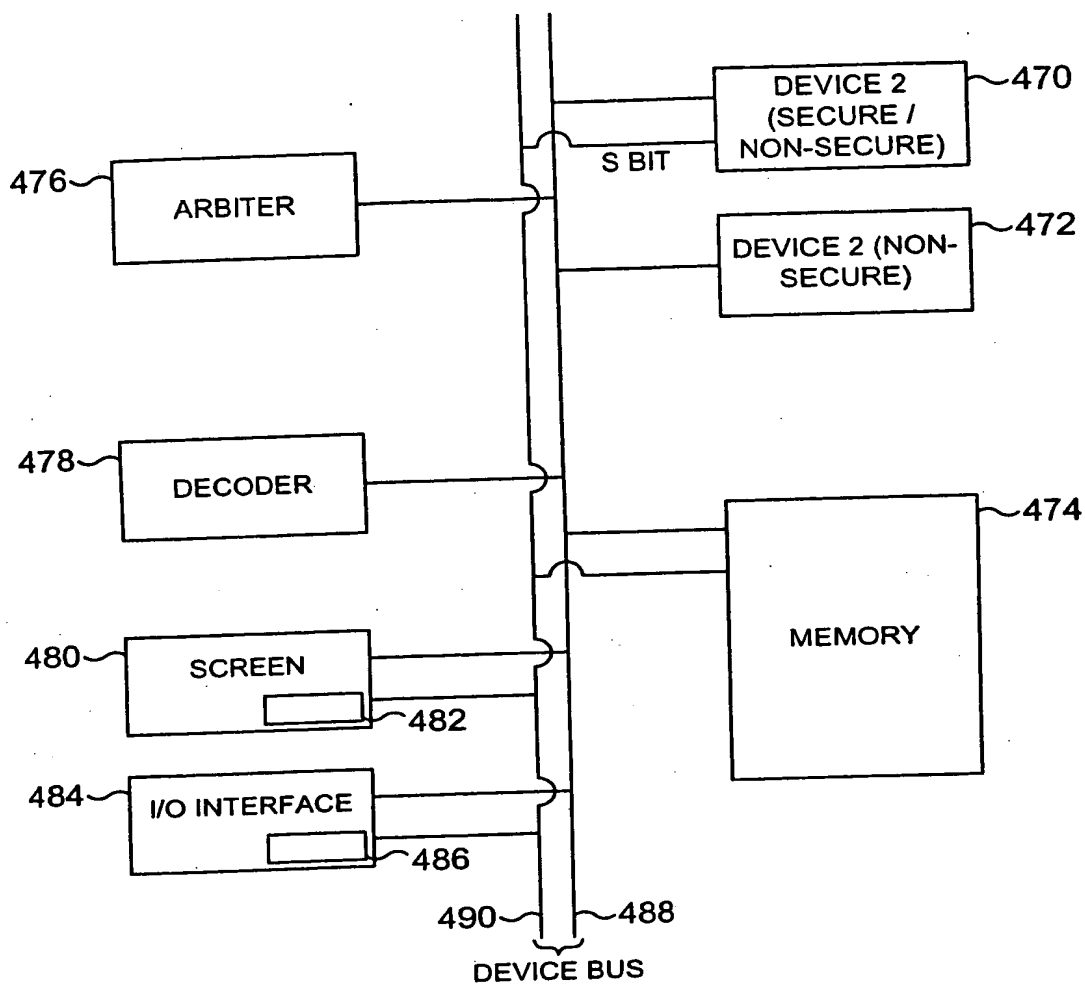 DEVICE 2
(SECURE /
NON-SECURE)
470
S BIT
476
ARBITER
472
DEVICE 2 (NON-
SECURE)
478
DECODER
474
MEMORY
480
SCREEN
482
484
I/O INTERFACE
486
490
488
DEVICE BUS